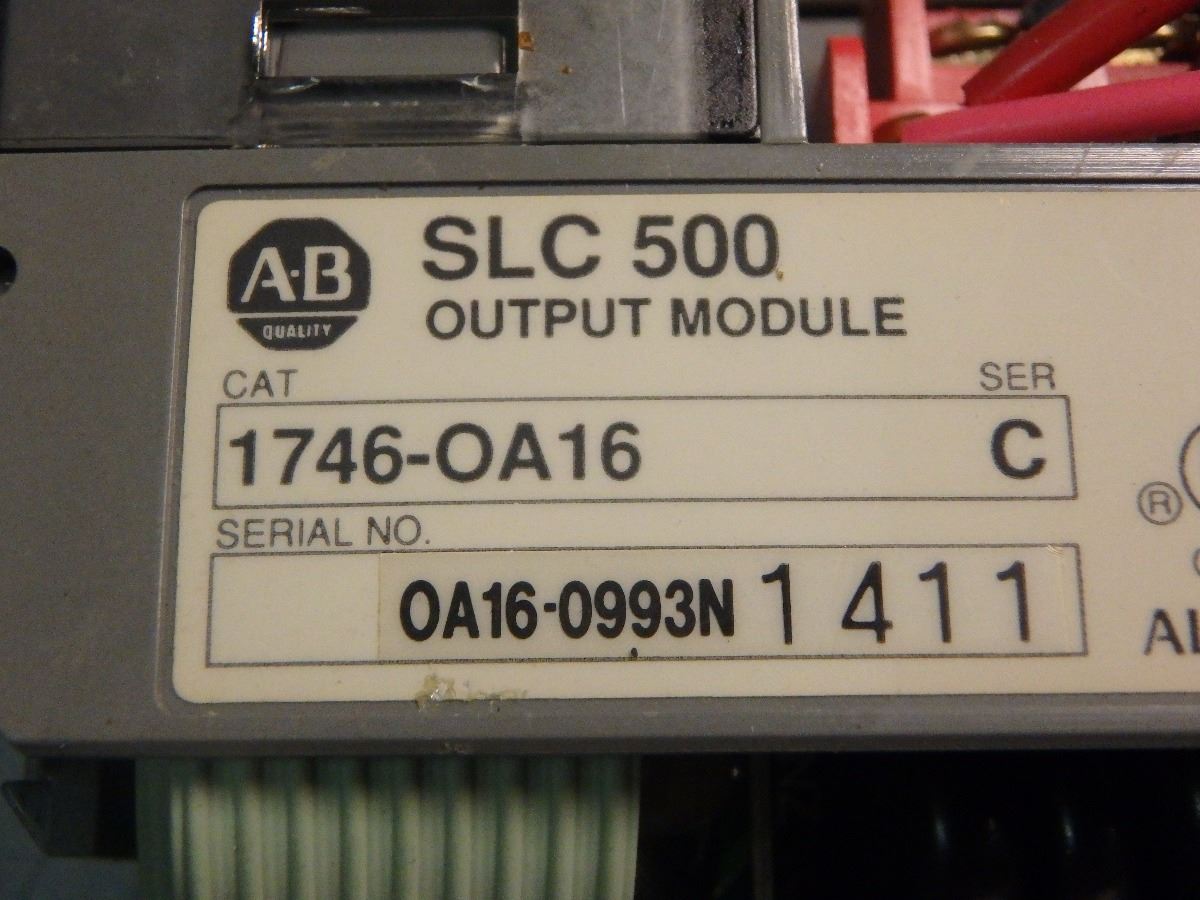 A·B
QUALITY
SLC 500
OUTPUT MODULE
CAT
SER
1746-OA16
C
®
SERIAL NO.
OA16-0993N 1411